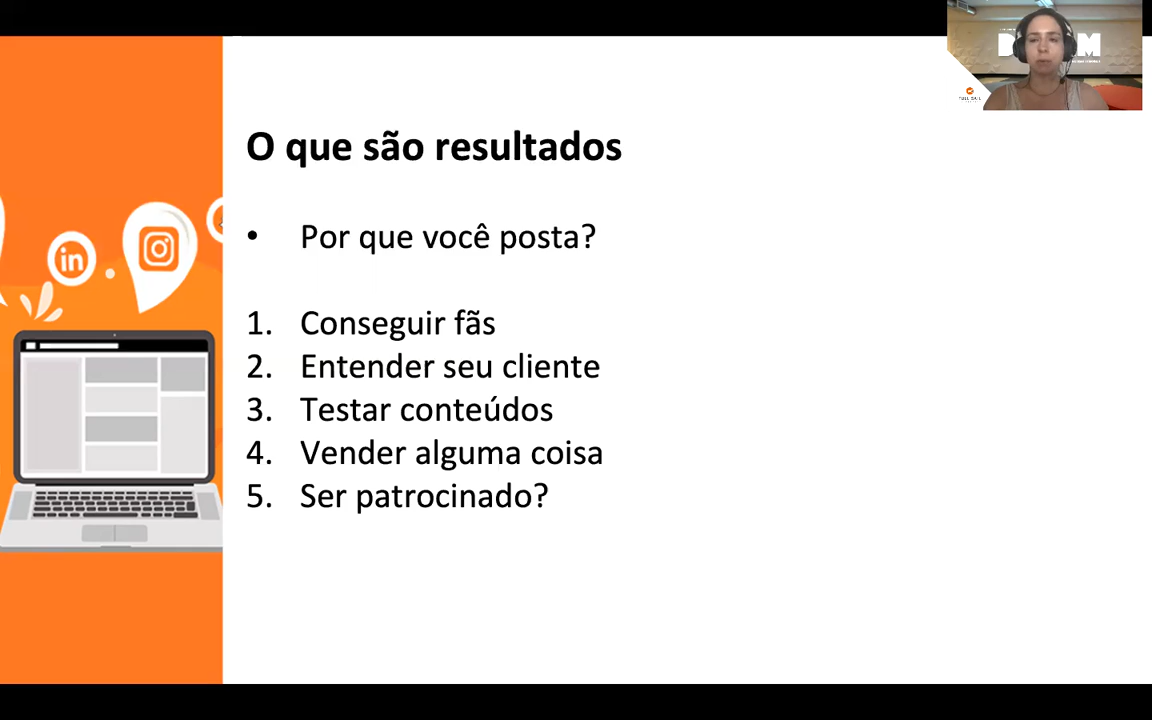 O que são resultados
• Por que você posta?
1. Conseguir fãs
2. Entender seu cliente
3. Testar conteúdos
4. Vender alguma coisa
5. Ser patrocinado?
in